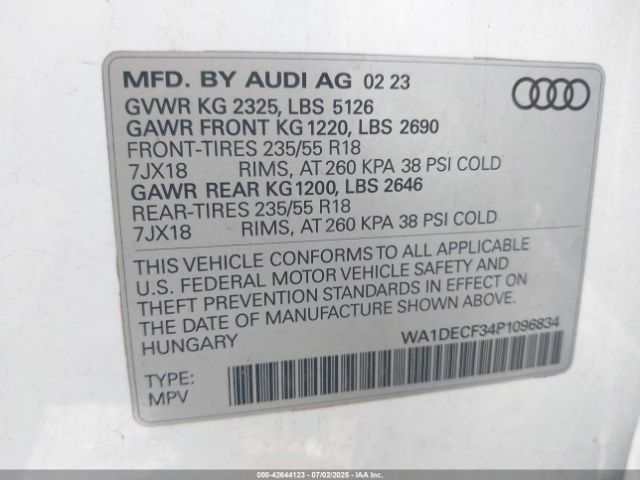 MFD. BY AUDI AG 02 23
GVWR KG 2325, LBS 5126
GAWR FRONT KG 1220, LBS 2690
FRONT-TIRES 235/55 R18
7JX18 RIMS, AT 260 KPA 38 PSI COLD
GAWR REAR KG 1200, LBS 2646
REAR-TIRES 235/55 R18
7JX18 RIMS, AT 260 KPA 38 PSI COLD
THIS VEHICLE CONFORMS TO ALL APPLICABLE
U.S. FEDERAL MOTOR VEHICLE SAFETY AND
THEFT PREVENTION STANDARDS IN EFFECT ON
THE DATE OF MANUFACTURE SHOWN ABOVE.
HUNGARY
WA1DECF34P1096834
TYPE:
MPV
000-42644123 - 07/02/2025 - IAAI.com